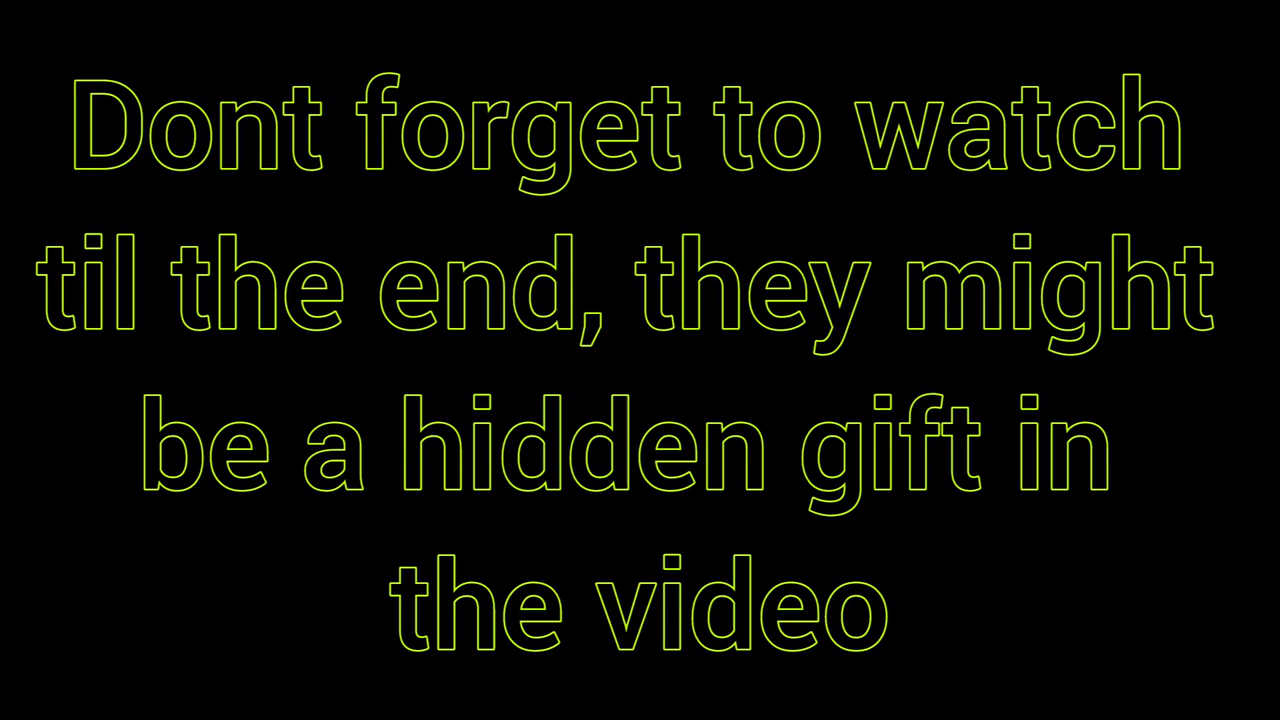 Dont forget to watch
til the end, they might
be a hidden gift in
the video